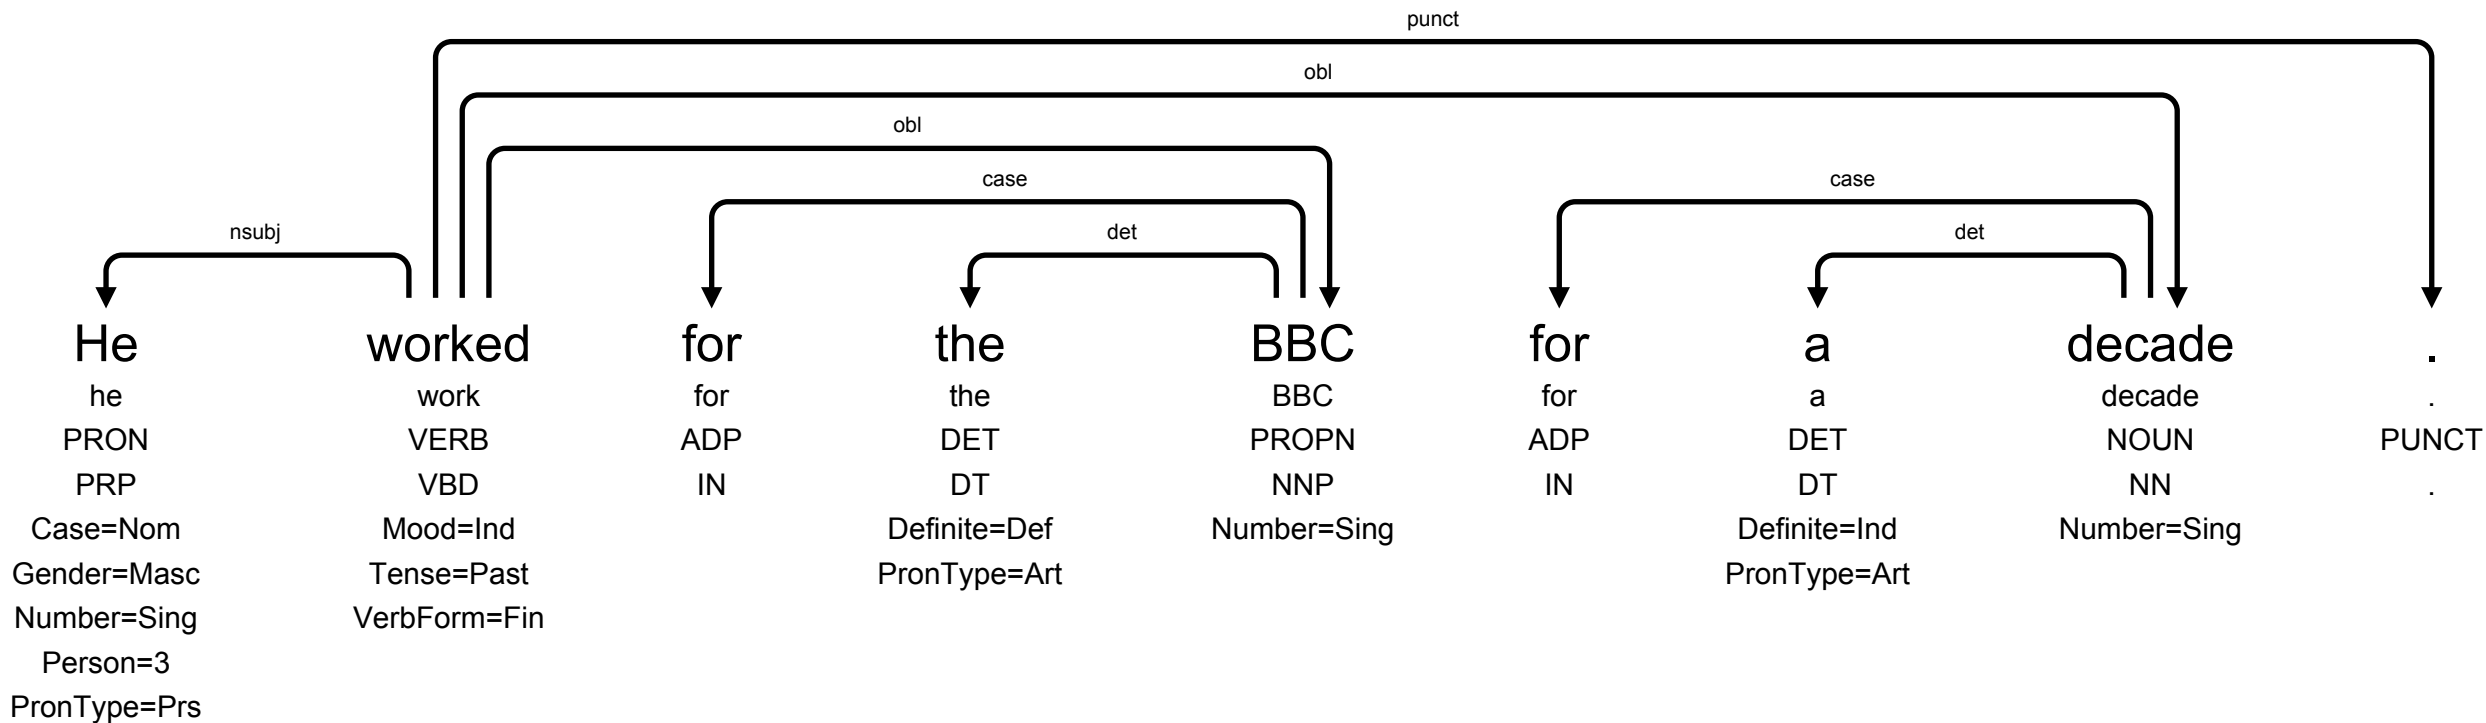 punct
obl
obl
case case
nsubj det det
He worked for the BBC for a decade .
he work for the BBC for a decade .
PRON VERB ADP DET PROPN ADP DET NOUN PUNCT
PRP VBD IN DT NNP IN DT NN .
Case=Nom Mood=Ind Definite=Def Number=Sing Definite=Ind Number=Sing
Gender=Masc Tense=Past PronType=Art PronType=Art
Number=Sing VerbForm=Fin
Person=3
PronType=Prs